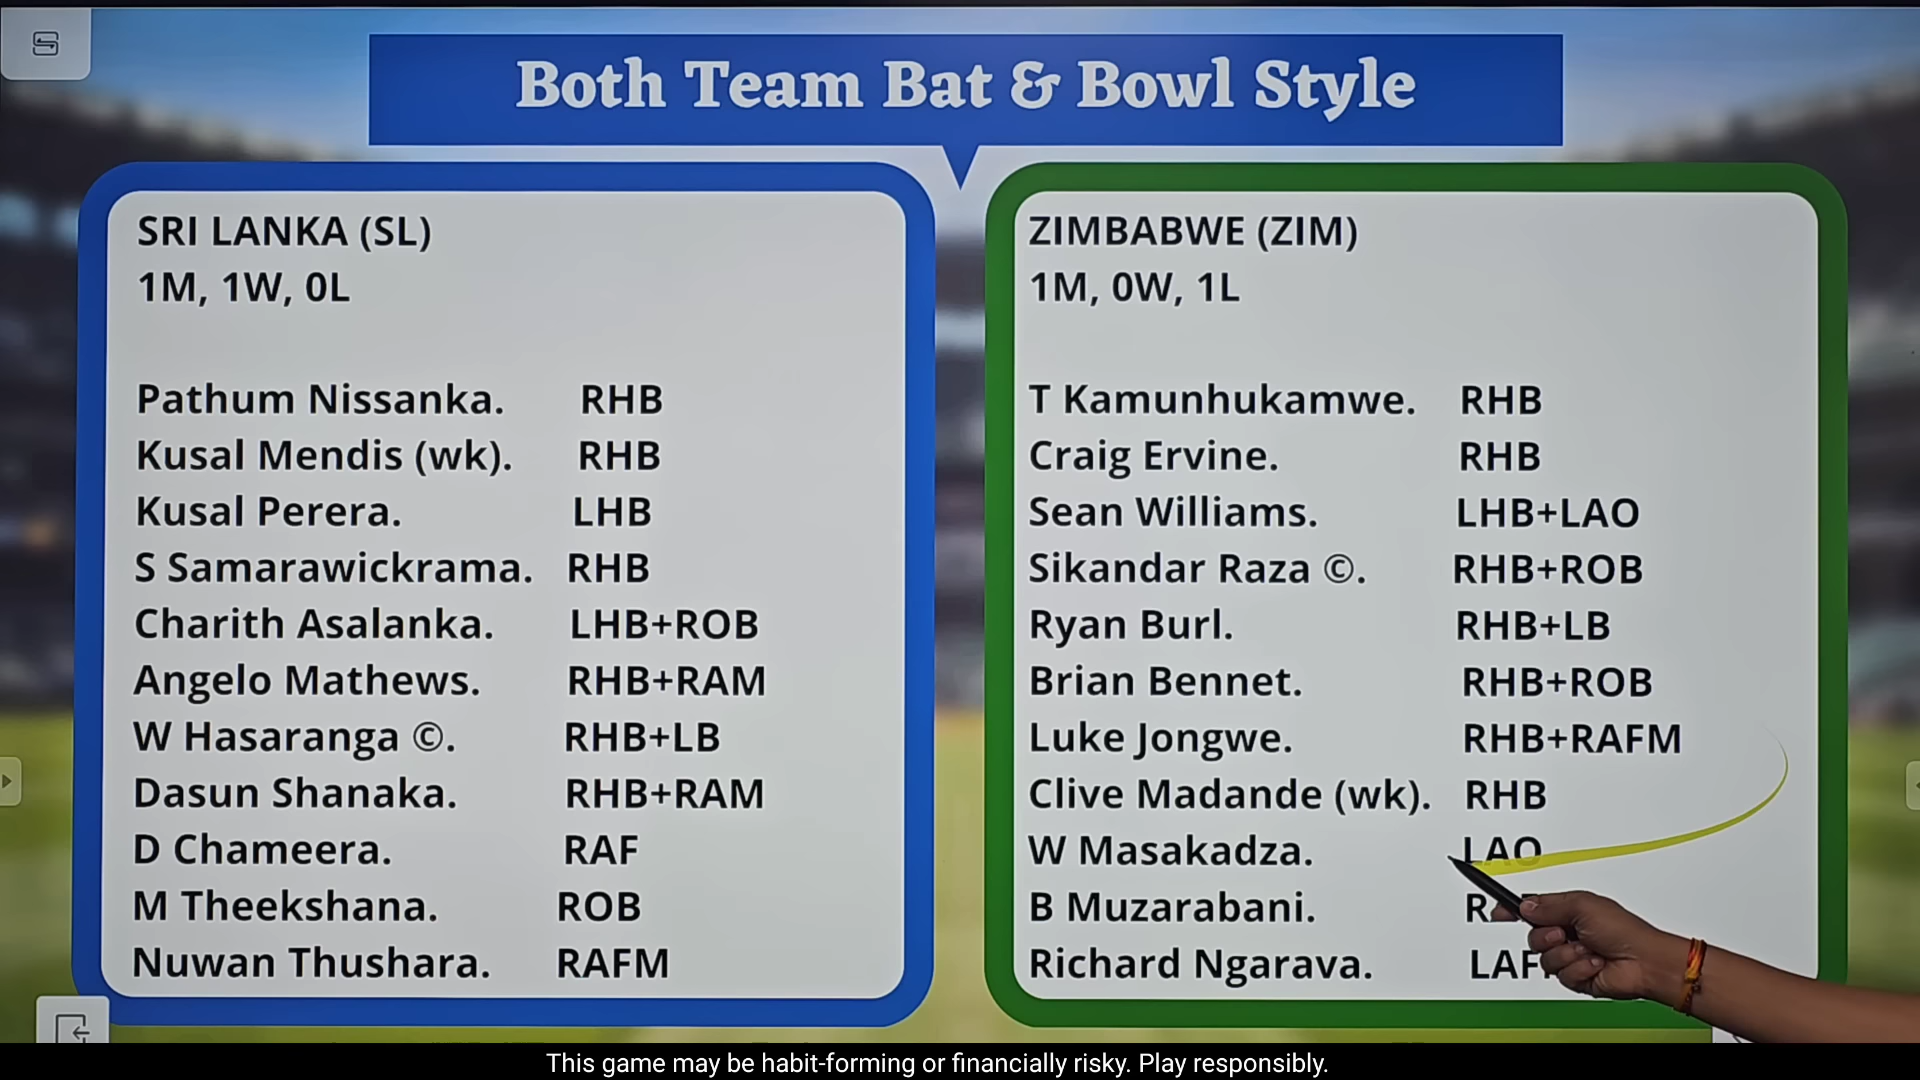 Both Team Bat & Bowl Style
SRI LANKA (SL)
1M, 1W, 0L
Pathum Nissanka. RHB
Kusal Mendis (wk). RHB
Kusal Perera. LHB
S Samarawickrama. RHB
Charith Asalanka. LHB+ROB
Angelo Mathews. RHB+RAM
W Hasaranga ©. RHB+LB
Dasun Shanaka. RHB+RAM
D Chameera. RAF
M Theekshana. ROB
Nuwan Thushara. RAFM
ZIMBABWE (ZIM)
1M, 0W, 1L
T Kamunhukamwe. RHB
Craig Ervine. RHB
Sean Williams. LHB+LAO
Sikandar Raza ©. RHB+ROB
Ryan Burl. RHB+LB
Brian Bennet. RHB+ROB
Luke Jongwe. RHB+RAFM
Clive Madande (wk). RHB
W Masakadza. LAO
B Muzarabani.
Richard Ngarava.
This game may be habit-forming or financially risky. Play responsibly.